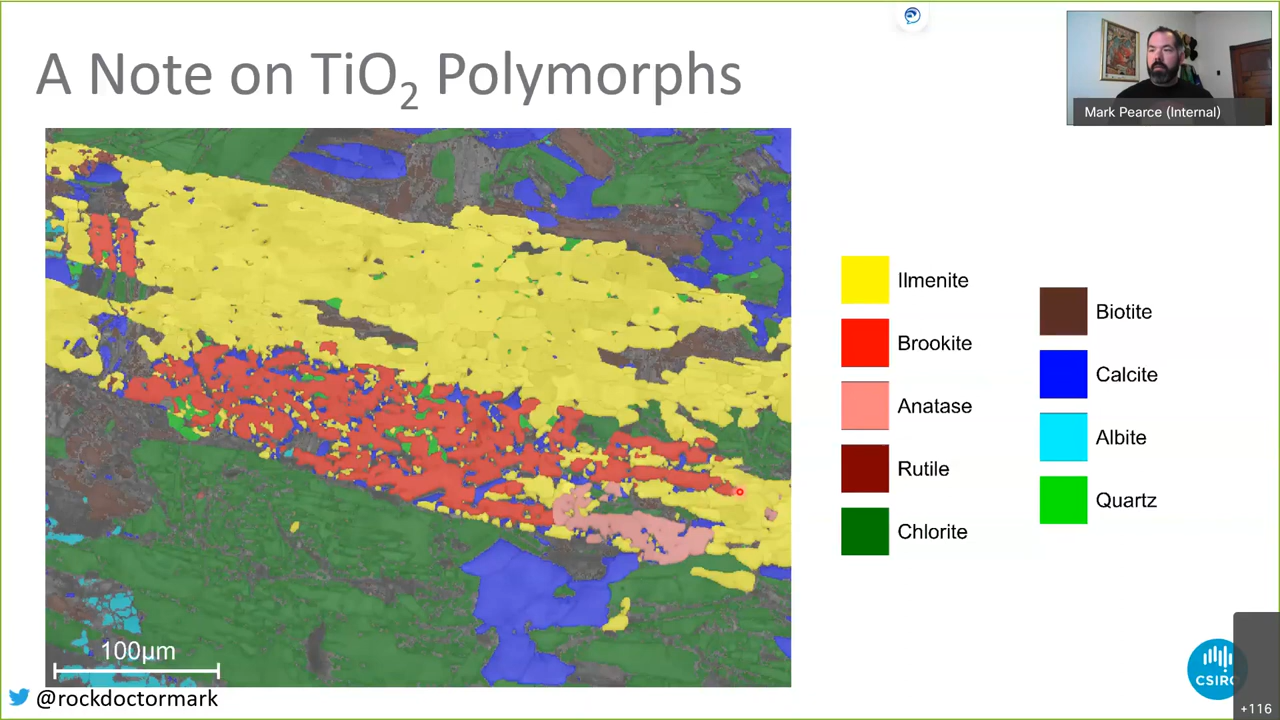 A Note on TiO₂ Polymorphs
Mark Pearce (Internal)
Ilmenite
Brookite
Anatase
Rutile
Chlorite
Biotite
Calcite
Albite
Quartz
100µm
@rockdoctormark
CSIRO
+116